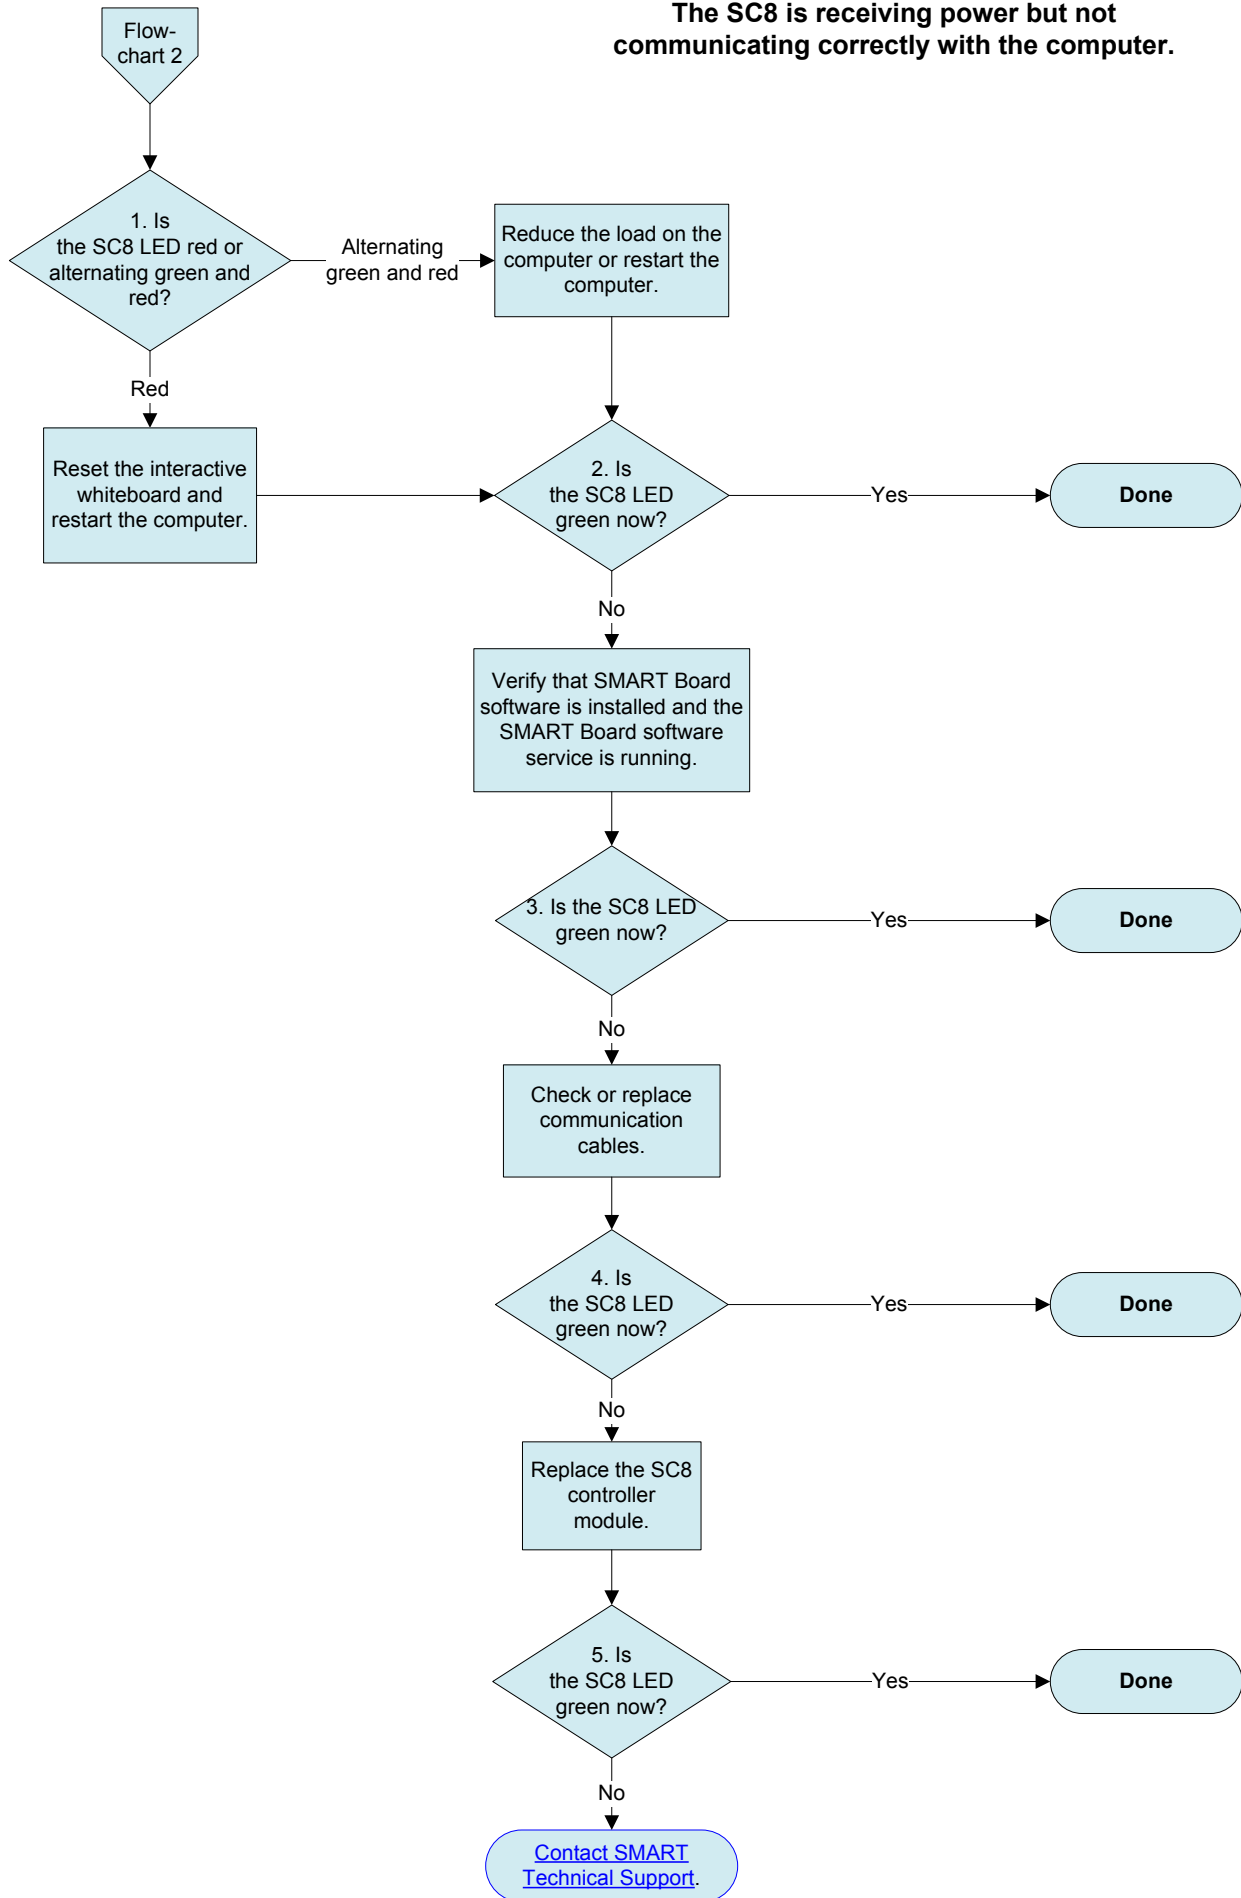 The SC8 is receiving power but not
communicating correctly with the computer.
Flow-
chart 2
1. Is
the SC8 LED red or
alternating green and
red?
Alternating
green and red
Reduce the load on the
computer or restart the
computer.
Red
Reset the interactive
whiteboard and
restart the computer.
2. Is
the SC8 LED
green now?
Yes
Done
No
Verify that SMART Board
software is installed and the
SMART Board software
service is running.
3. Is the SC8 LED
green now?
Yes
Done
No
Check or replace
communication
cables.
4. Is
the SC8 LED
green now?
Yes
Done
No
Replace the SC8
controller
module.
5. Is
the SC8 LED
green now?
Yes
Done
No
Contact SMART
Technical Support.